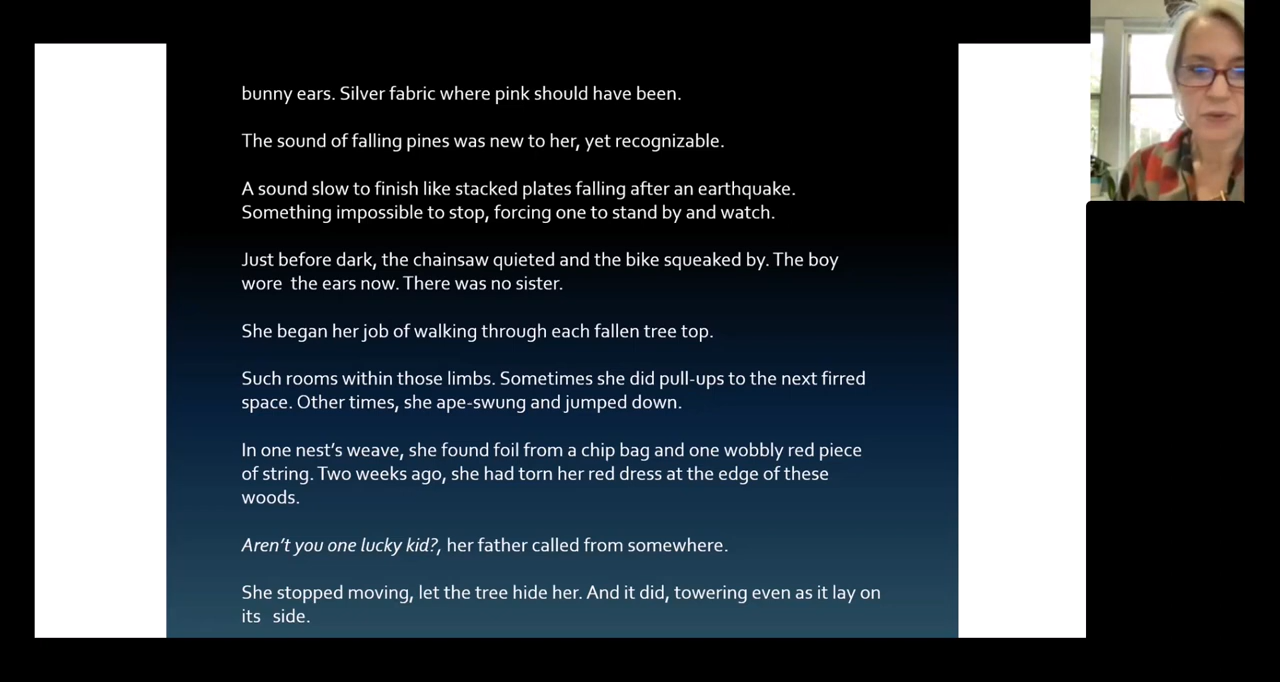 bunny ears. Silver fabric where pink should have been.
The sound of falling pines was new to her, yet recognizable.
A sound slow to finish like stacked plates falling after an earthquake.
Something impossible to stop, forcing one to stand by and watch.
Just before dark, the chainsaw quieted and the bike squeaked by. The boy
wore the ears now. There was no sister.
She began her job of walking through each fallen tree top.
Such rooms within those limbs. Sometimes she did pull-ups to the next firred
space. Other times, she ape-swung and jumped down.
In one nest’s weave, she found foil from a chip bag and one wobbly red piece
of string. Two weeks ago, she had torn her red dress at the edge of these
woods.
Aren’t you one lucky kid?, her father called from somewhere.
She stopped moving, let the tree hide her. And it did, towering even as it lay on
its side.